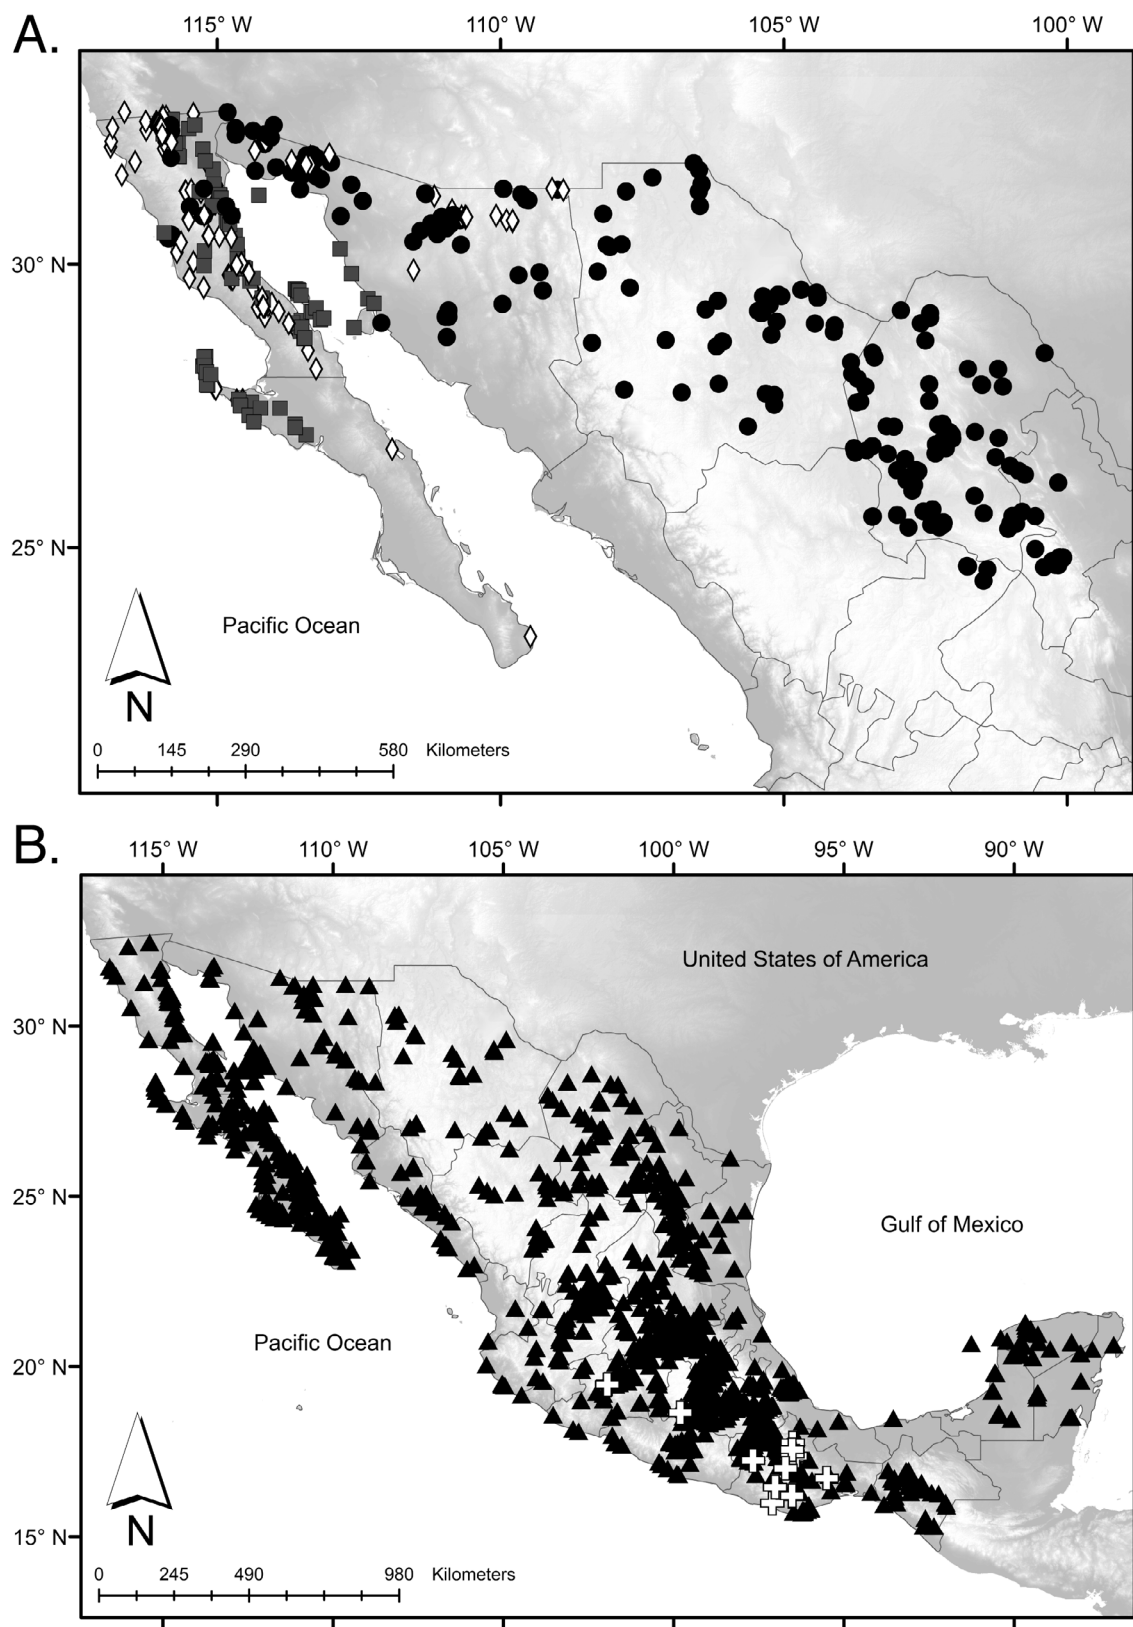 A.
115° W 110° W 105° W 100° W
30° N
25° N
Pacific Ocean
N
0 145 290 580 Kilometers
B.
115° W 110° W 105° W 100° W 95° W 90° W
United States of America
30° N
25° N
Gulf of Mexico
Pacific Ocean
20° N
N
15° N
0 245 490 980 Kilometers